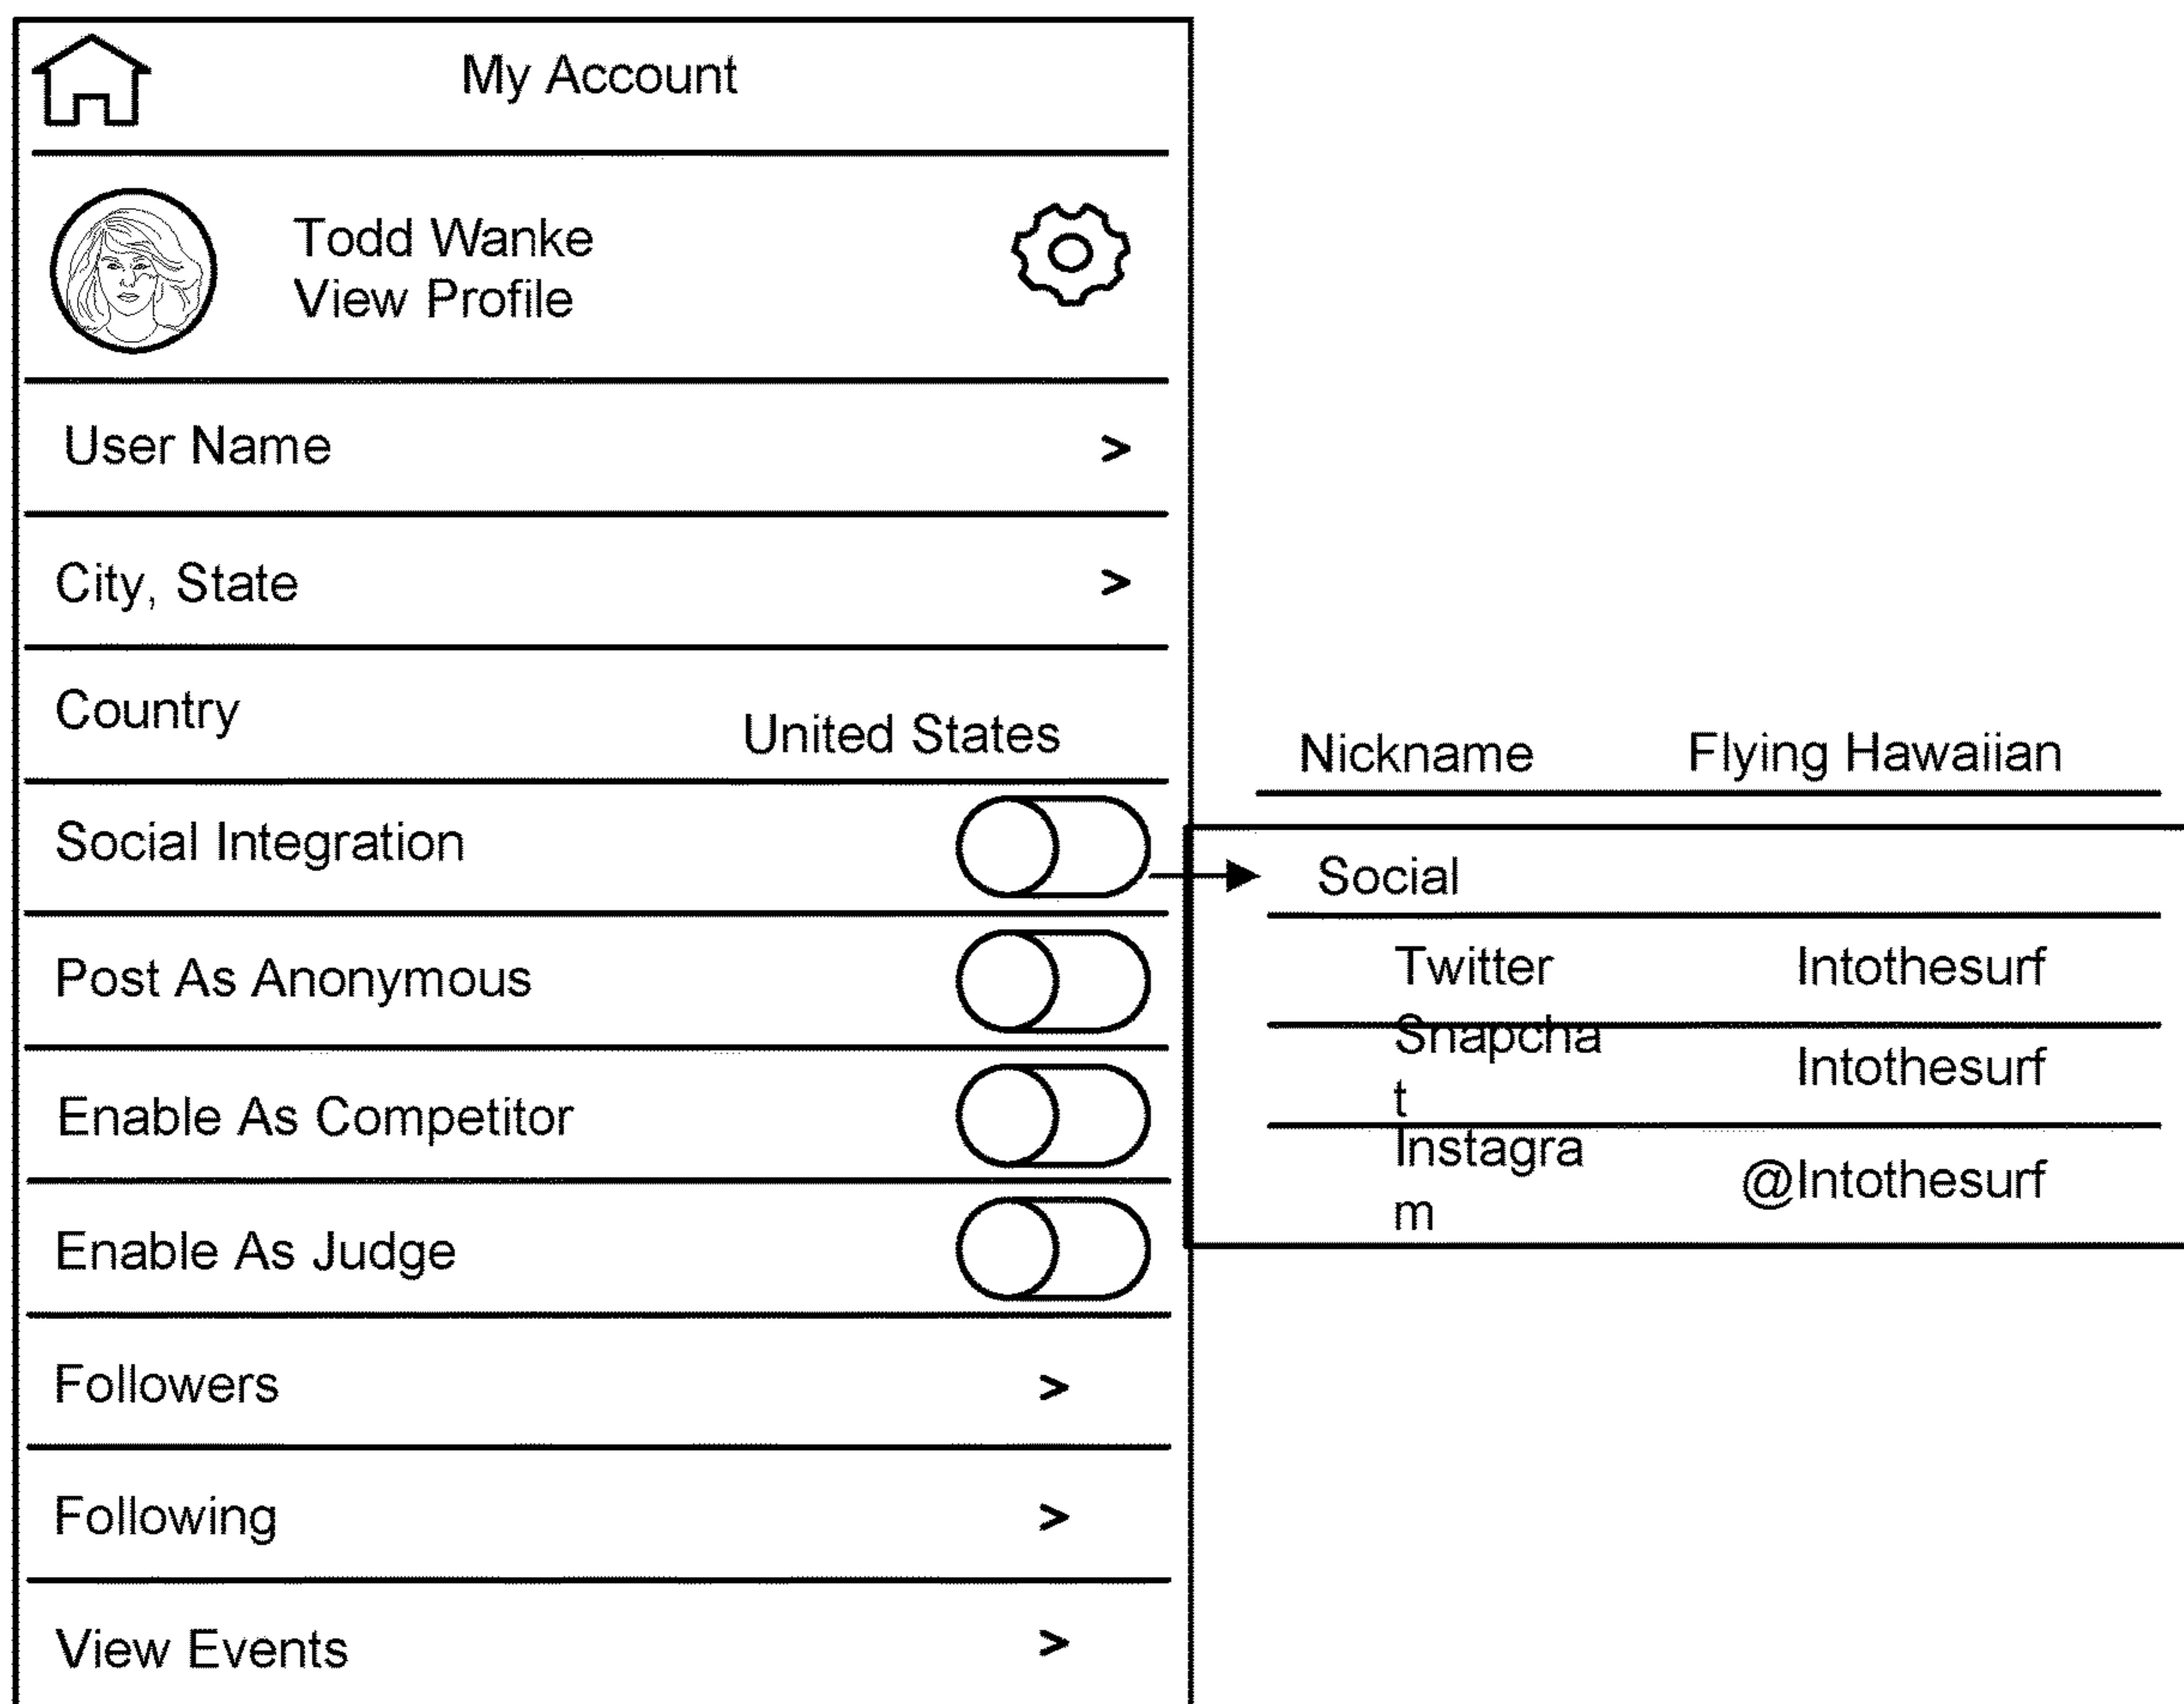 My Account
Todd Wanke
View Profile
User Name >
City, State >
Country United States
Social Integration
Post As Anonymous
Enable As Competitor
Enable As Judge
Followers >
Following >
View Events >
Nickname Flying Hawaiian
Social
Twitter Intothesurf
Snapcha
t
Intothesurf
Instagra
m
@Intothesurf